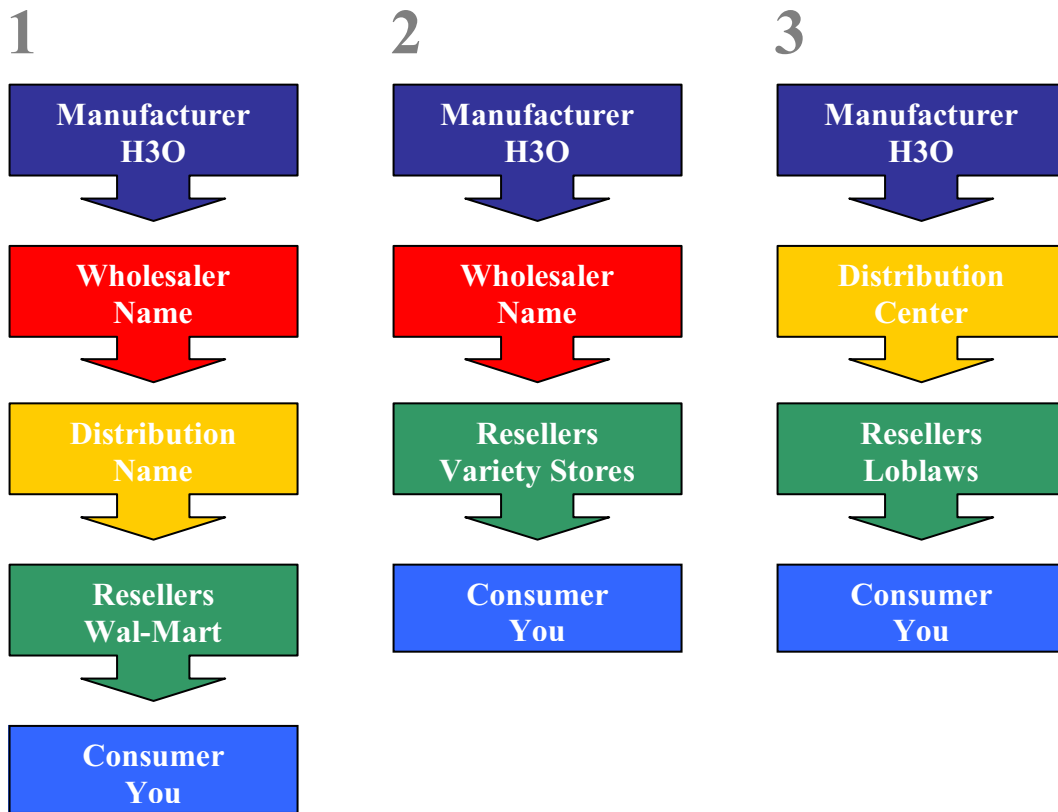 1
Manufacturer
H3O
Wholesaler
Name
Distribution
Name
Resellers
Wal-Mart
Consumer
You
2
Manufacturer
H3O
Wholesaler
Name
Resellers
Variety Stores
Consumer
You
3
Manufacturer
H3O
Distribution
Center
Resellers
Loblaws
Consumer
You